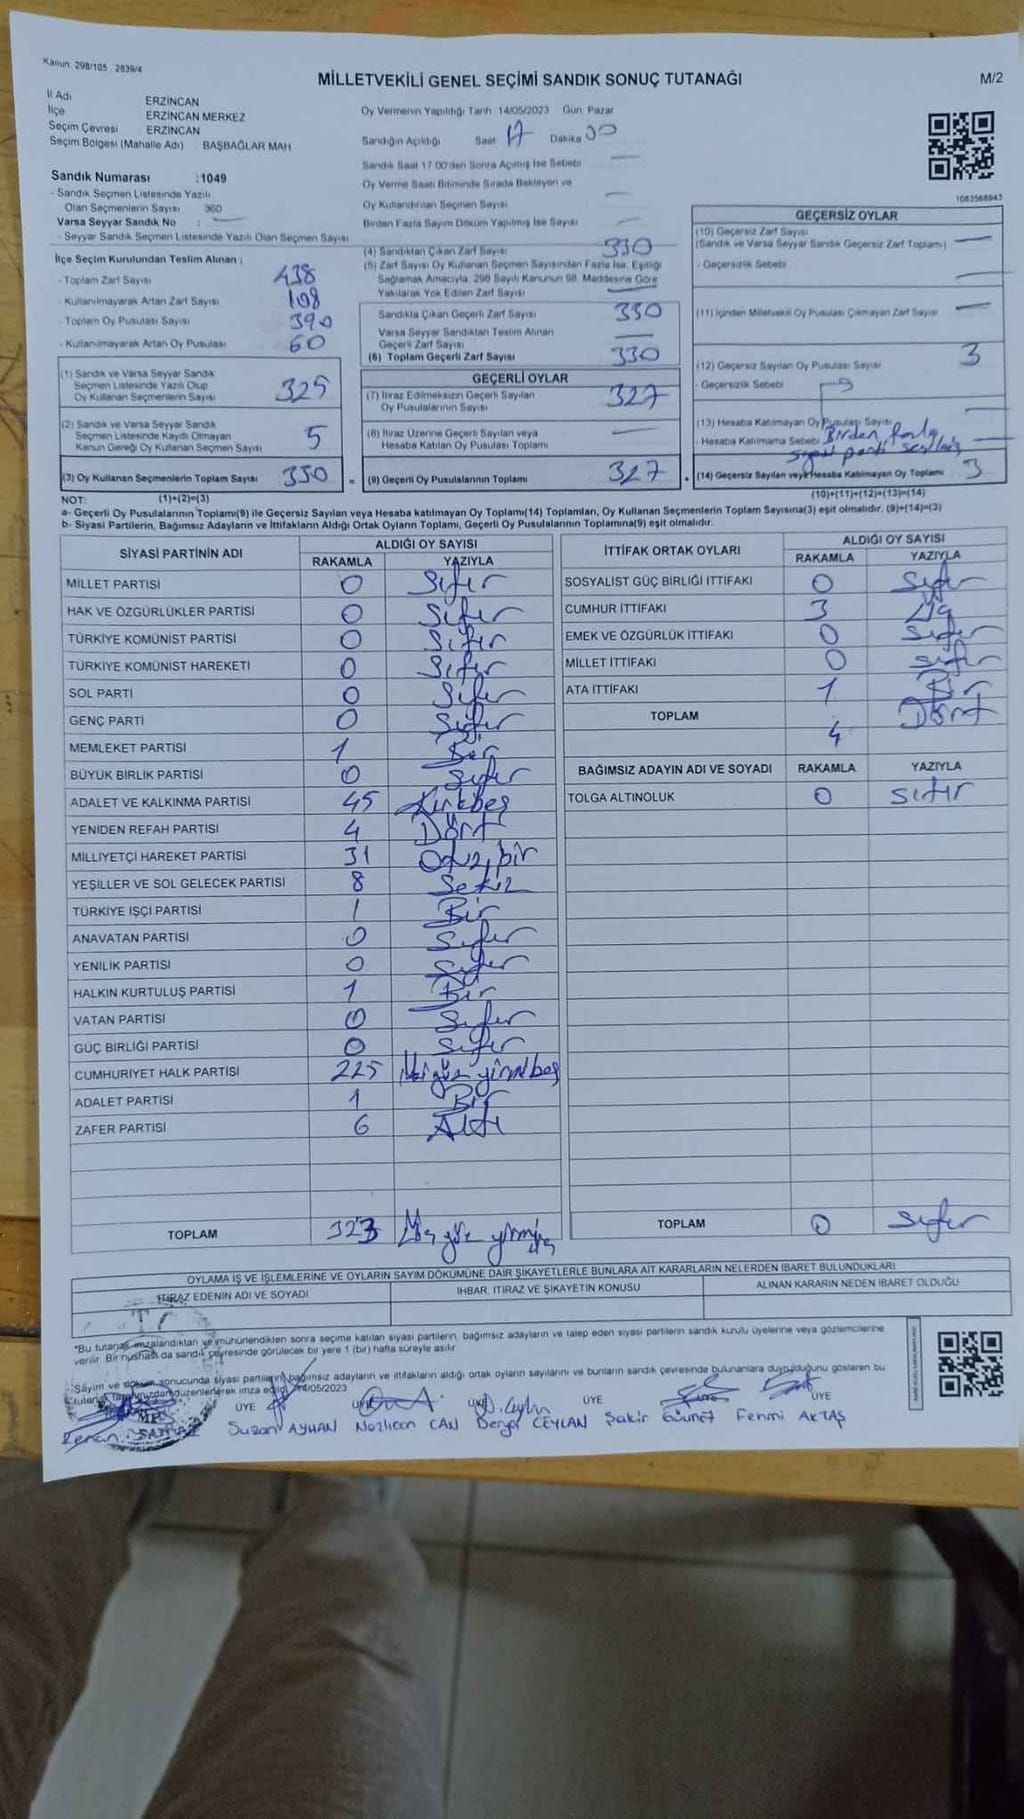 Kanun: 298/105 , 2839/4
MİLLETVEKİLİ GENEL SEÇİMİ SANDIK SONUÇ TUTANAĞI
M/2
İl Adı ERZİNCAN
İlçe ERZİNCAN MERKEZ
Seçim Çevresi ERZİNCAN
Seçim Bölgesi (Mahalle Adı) BAŞBAĞLAR MAH
Oy Vermenin Yapıldığı Tarih 14/05/2023 Gün: Pazar
Sandığın Açıldığı Saat 17 Dakika 00
Sandık Saat 17:00'den Sonra Açılmış İse Sebebi
Oy Verme Saati Bitiminde Sırada Bekleyen ve
Oy Kullandırılan Seçmen Sayısı
Birden Fazla Sayım Döküm Yapılmış İse Sayısı
1083568943
Sandık Numarası :1049
- Sandık Seçmen Listesinde Yazılı
Olan Seçmenlerin Sayısı 360
Varsa Seyyar Sandık No :
- Seyyar Sandık Seçmen Listesinde Yazılı Olan Seçmen Sayısı
İlçe Seçim Kurulundan Teslim Alınan ;
- Toplam Zarf Sayısı 438
- Kullanılmayarak Artan Zarf Sayısı 108
- Toplam Oy Pusulası Sayısı 390
- Kullanılmayarak Artan Oy Pusulası 60
(1) Sandık ve Varsa Seyyar Sandık
Seçmen Listesinde Yazılı Olup
Oy Kullanan Seçmenlerin Sayısı 325
(2) Sandık ve Varsa Seyyar Sandık
Seçmen Listesinde Kayıtlı Olmayan
Kanun Gereği Oy Kullanan Seçmen Sayısı 5
(3) Oy Kullanan Seçmenlerin Toplam Sayısı 330 =
(4) Sandıktan Çıkan Zarf Sayısı 330
(5) Zarf Sayısı Oy Kullanan Seçmen Sayısından Fazla İse, Eşitliği
Sağlamak Amacıyla, 298 Sayılı Kanunun 98. Maddesine Göre
Yakılarak Yok Edilen Zarf Sayısı
Sandıkta Çıkan Geçerli Zarf Sayısı 330
Varsa Seyyar Sandıktan Teslim Alınan
Geçerli Zarf Sayısı
(6) Toplam Geçerli Zarf Sayısı 330
GEÇERLİ OYLAR
(7) İtiraz Edilmeksizin Geçerli Sayılan
Oy Pusulalarının Sayısı 327
(8) İtiraz Üzerine Geçerli Sayılan veya
Hesaba Katılan Oy Pusulası Toplamı
(9) Geçerli Oy Pusulalarının Toplamı 327
GEÇERSİZ OYLAR
(10) Geçersiz Zarf Sayısı
(Sandık ve Varsa Seyyar Sandık Geçersiz Zarf Toplamı)
- Geçersizlik Sebebi
(11) İçinden Milletvekili Oy Pusulası Çıkmayan Zarf Sayısı
(12) Geçersiz Sayılan Oy Pusulası Sayısı 3
- Geçersizlik Sebebi
(13) Hesaba Katılmayan Oy Pusulası Sayısı
- Hesaba Katılmama Sebebi Birden fazla
siyasi parti
(14) Geçersiz Sayılan veya Hesaba Katılmayan Oy Toplamı 3
NOT: (1)+(2)=(3)
(10)+(11)+(12)+(13)=(14)
a- Geçerli Oy Pusulalarının Toplamı(9) ile Geçersiz Sayılan veya Hesaba katılmayan Oy Toplamı(14) Toplamları, Oy Kullanan Seçmenlerin Toplam Sayısına(3) eşit olmalıdır. (9)+(14)=(3)
b- Siyasi Partilerin, Bağımsız Adayların ve İttifakların Aldığı Ortak Oyların Toplamı, Geçerli Oy Pusulalarının Toplamına(9) eşit olmalıdır.
SİYASİ PARTİNİN ADI ALDIĞI OY SAYISI
RAKAMLA YAZIYLA
MİLLET PARTİSİ 0 Sıfır
HAK VE ÖZGÜRLÜKLER PARTİSİ 0 Sıfır
TÜRKİYE KOMÜNİST PARTİSİ 0 Sıfır
TÜRKİYE KOMÜNİST HAREKETİ 0 Sıfır
SOL PARTİ 0 Sıfır
GENÇ PARTİ 0 Sıfır
MEMLEKET PARTİSİ 1 Bir
BÜYÜK BİRLİK PARTİSİ 0 Sıfır
ADALET VE KALKINMA PARTİSİ 45 Kırkbeş
YENİDEN REFAH PARTİSİ 4 Dört
MİLLİYETÇİ HAREKET PARTİSİ 31 Otuzbir
YEŞİLLER VE SOL GELECEK PARTİSİ 8 Sekiz
TÜRKİYE İŞÇİ PARTİSİ 1 Bir
ANAVATAN PARTİSİ 0 Sıfır
YENİLİK PARTİSİ 0 Sıfır
HALKIN KURTULUŞ PARTİSİ 1 Bir
VATAN PARTİSİ 0 Sıfır
GÜÇ BİRLİĞİ PARTİSİ 0 Sıfır
CUMHURİYET HALK PARTİSİ 225 İkiyüz yirmibeş
ADALET PARTİSİ 1 Bir
ZAFER PARTİSİ 6 Altı
TOPLAM 323
İTTİFAK ORTAK OYLARI ALDIĞI OY SAYISI
RAKAMLA YAZIYLA
SOSYALİST GÜÇ BİRLİĞİ İTTİFAKI 0 Sıfır
CUMHUR İTTİFAKI 3 Üç
EMEK VE ÖZGÜRLÜK İTTİFAKI 0 Sıfır
MİLLET İTTİFAKI 0 Sıfır
ATA İTTİFAKI 1 Bir
TOPLAM 4 Dört
BAĞIMSIZ ADAYIN ADI VE SOYADI RAKAMLA YAZIYLA
TOLGA ALTINOLUK 0 Sıfır
TOPLAM 0 Sıfır
OYLAMA İŞ VE İŞLEMLERİNE VE OYLARIN SAYIM DÖKÜMÜNE DAİR ŞİKAYETLERLE BUNLARA AİT KARARLARIN NELERDEN İBARET BULUNDUKLARI
İTİRAZ EDENİN ADI VE SOYADI İHBAR, İTİRAZ VE ŞİKAYETİN KONUSU ALINAN KARARIN NEDEN İBARET OLDUĞU
T.C
*Bu tutanak imzalandıktan ve mühürlendikten sonra seçime katılan siyasi partilerin, bağımsız adayların ve talep eden siyasi partilerin sandık kurulu üyelerine veya gözlemcilerine
verilir. Bir nüshası da sandık çevresinde görülecek bir yere 1 (bir) hafta süreyle asılır.
Sayım ve döküm sonucunda siyasi partilerin, bağımsız adayların ve ittifakların aldığı ortak oyların sayılarını ve bunların sandık çevresinde bulunanlara duyurulduğunu gösteren bu
tutanak tarafımızdan düzenlenerek imza edildi. 14/05/2023
ÜYE ÜYE ÜYE ÜYE ÜYE
Suzan AYHAN Nazlıcan CAN CEYLAN Şakir Güneş Fehmi AKTAŞ